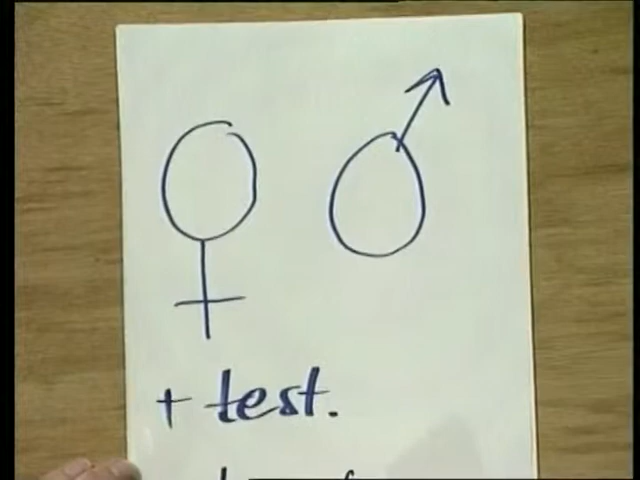 ♀ ♂
+ test.